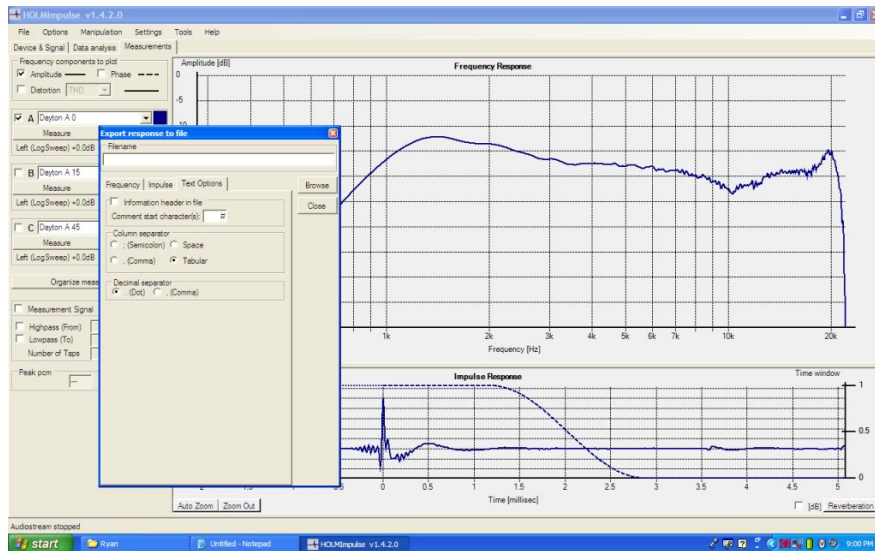 HOLMImpulse v1.4.2.0
File Options Manipulation Settings Tools Help
Device & Signal Data analysis Measurements
Frequency components to plot
Amplitude Phase
Distortion THD
A Dayton A 0
Measure
Left (LogSweep) +0.0dB
B Dayton A 15
Measure
Left (LogSweep) +0.0dB
C Dayton A 45
Measure
Left (LogSweep) +0.0dB
Organize meas
Measurement Signal
Highpass (From)
Lowpass (To)
Number of Taps
Peak pcm
Export response to file
Filename
Frequency Impulse Text Options
Browse
Close
Information header in file
Comment start character(s): #
Column separator
; (Semicolon) Space
, (Comma) Tabular
Decimal separator
. (Dot) , (Comma)
Amplitude [dB]
Frequency Response
0
-5
-10
1k 2k 3k 4k 5k 6k 7k 10k 20k
Frequency [Hz]
Impulse Response
Time window
1
0.5
0
0 0.5 1 1.5 2 2.5 3 3.5 4 4.5 5
Time [millisec]
Auto Zoom Zoom Out
[dB] Reverberation
Audiostream stopped
start Ryan Untitled - Notepad HOLMImpulse v1.4.2.0 9:00 PM